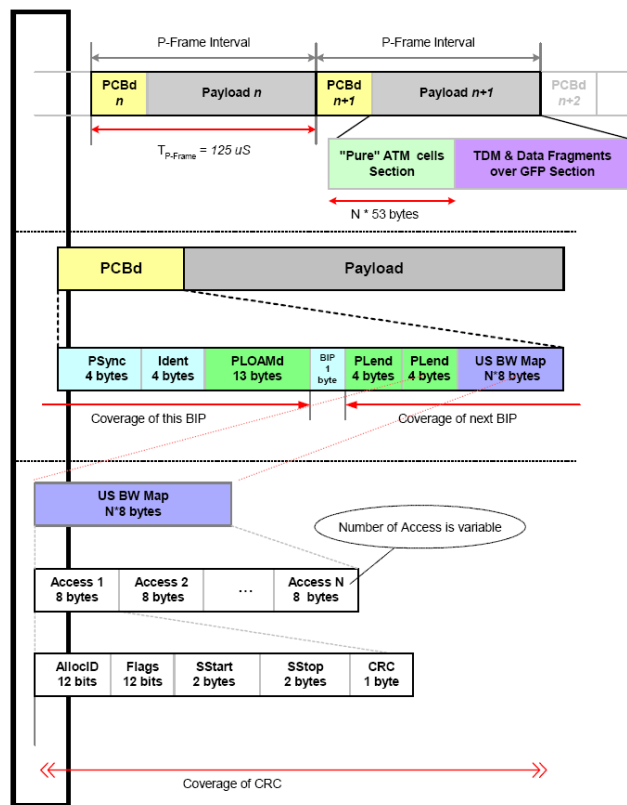 P-Frame Interval P-Frame Interval
PCBd n
Payload n
PCBd n+1
Payload n+1
PCBd n+2
T P-Frame = 125 uS
"Pure" ATM cells Section
TDM & Data Fragments over GFP Section
N * 53 bytes
PCBd
Payload
PSync 4 bytes
Ident 4 bytes
PLOAMd 13 bytes
BIP 1 byte
PLend 4 bytes
PLend 4 bytes
US BW Map N*8 bytes
Coverage of this BIP
Coverage of next BIP
US BW Map N*8 bytes
Number of Access is variable
Access 1 8 bytes
Access 2 8 bytes
...
Access N 8 bytes
AllocID 12 bits
Flags 12 bits
SStart 2 bytes
SStop 2 bytes
CRC 1 byte
Coverage of CRC